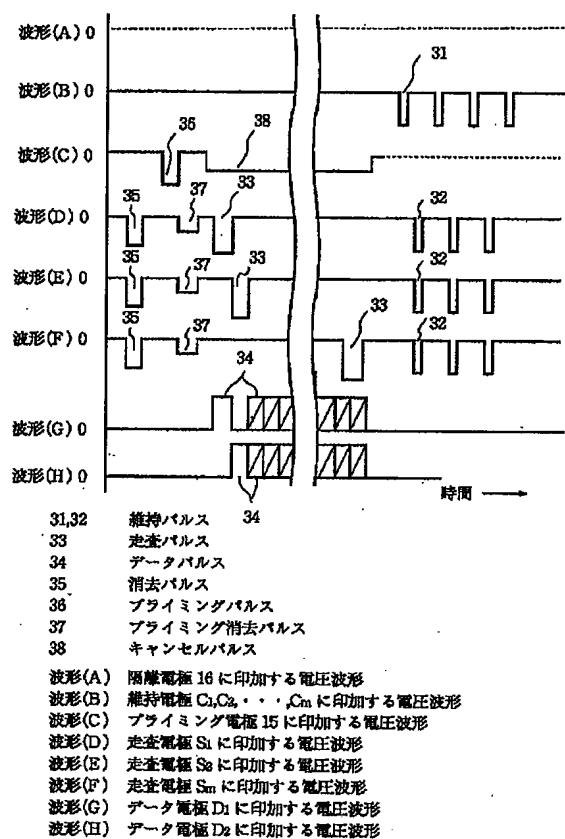 波形(A) 0
31
波形(B) 0
36
38
波形(C) 0
35
37
33
32
波形(D) 0
35
37
33
32
波形(E) 0
35
37
33
32
波形(F) 0
34
波形(G) 0
波形(H) 0
時間
34
31,32 維持パルス
33 走査パルス
34 データパルス
35 消去パルス
36 プライミングパルス
37 プライミング消去パルス
38 キャンセルパルス
波形(A) 隔離電極 16 に印加する電圧波形
波形(B) 維持電極 C1,C2,・・・,Cm に印加する電圧波形
波形(C) プライミング電極 15 に印加する電圧波形
波形(D) 走査電極 S1 に印加する電圧波形
波形(E) 走査電極 S2 に印加する電圧波形
波形(F) 走査電極 Sm に印加する電圧波形
波形(G) データ電極 D1 に印加する電圧波形
波形(H) データ電極 D2 に印加する電圧波形